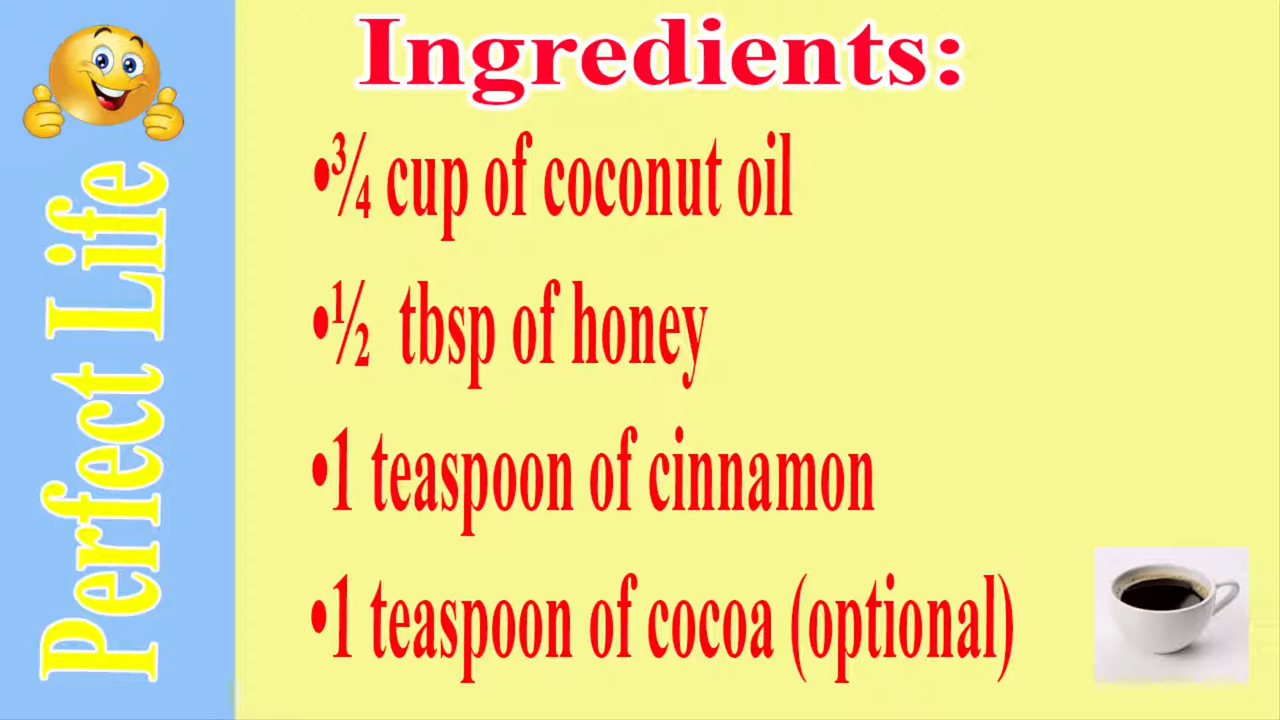 Perfect Life
Ingredients:
•¾ cup of coconut oil
•½ tbsp of honey
•1 teaspoon of cinnamon
•1 teaspoon of cocoa (optional)